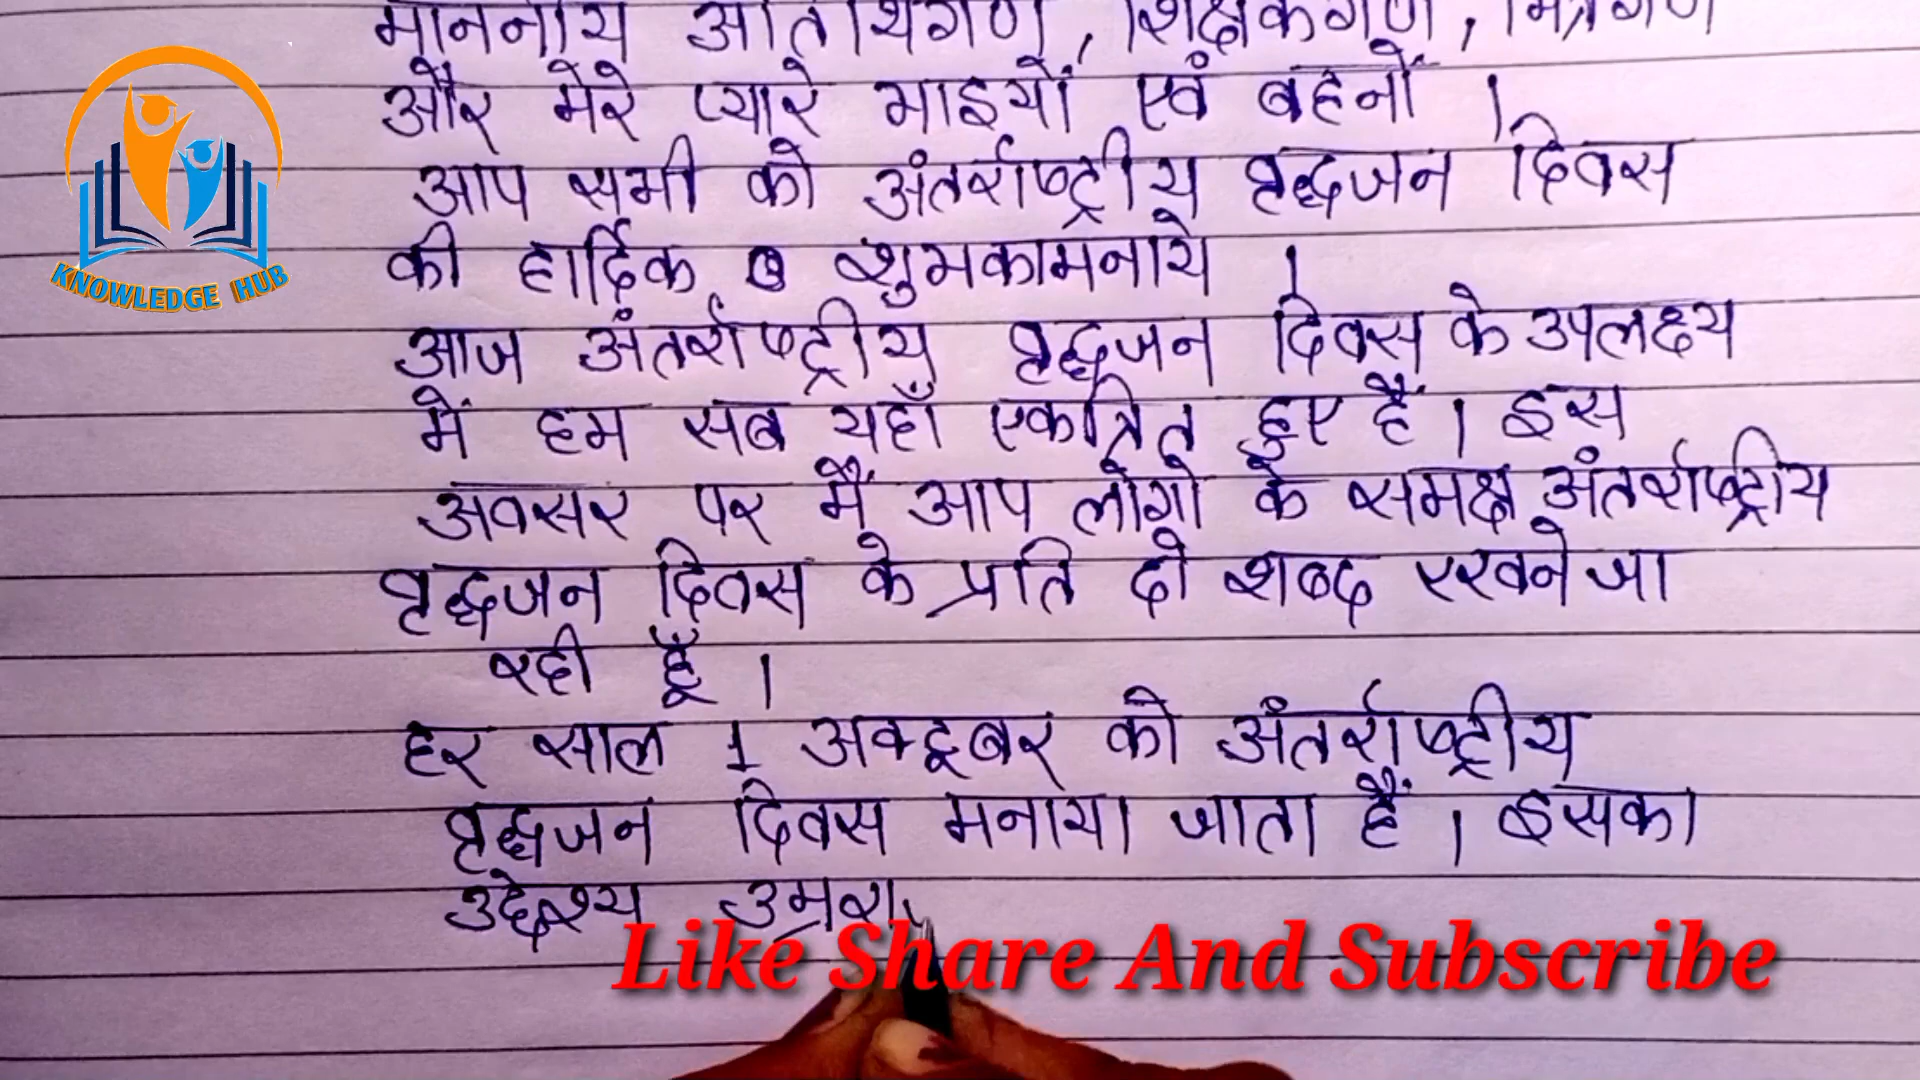 माननीय अतिथिगण, शिक्षकगण, मित्रगण
और मेरे प्यारे भाइयों एवं बहनों ।
आप सभी को अंतर्राष्ट्रीय वृद्धजन दिवस
की हार्दिक शुभकामनाये ।
आज अंतर्राष्ट्रीय वृद्धजन दिवस के उपलक्ष्य
में हम सब यहाँ एकत्रित हुए हैं । इस
अवसर पर मैं आप लोगो के समक्ष अंतर्राष्ट्रीय
वृद्धजन दिवस के प्रति दो शब्द रखने जा
रही हूँ ।
हर साल 1 अक्टूबर को अंतर्राष्ट्रीय
वृद्धजन दिवस मनाया जाता हैं । इसका
उद्देश्य
KNOWLEDGE HUB
Like Share And Subscribe